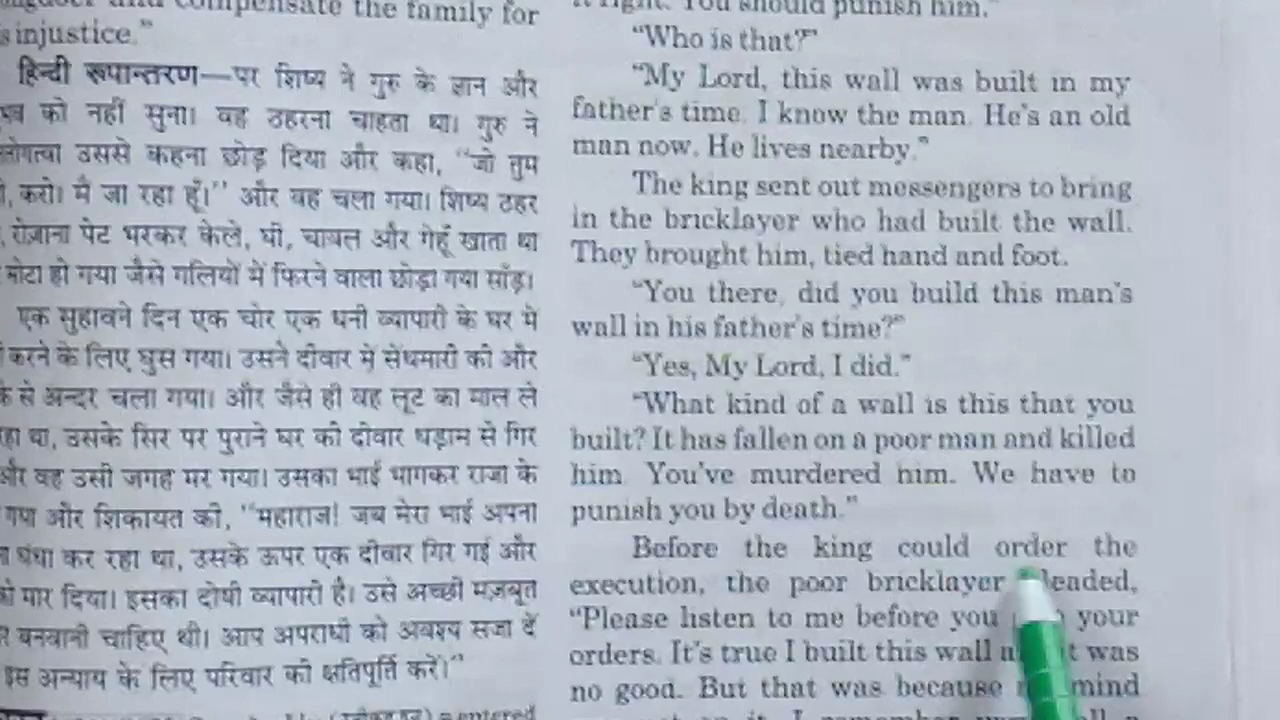 and compensate the family for
injustice."
हिन्दी रूपान्तरण—पर शिष्य ने गुरु के ज्ञान और
को नहीं सुना। वह ठहरना चाहता था। गुरु ने
उससे कहना छोड़ दिया और कहा, "जो तुम
करो। मैं जा रहा हूँ।" और वह चला गया। शिष्य ठहर
रोज़ाना पेट भरकर केले, घी, चावल और गेहूँ खाता था
मोटा हो गया जैसे गलियों में फिरने वाला छोड़ा गया साँड़।
एक सुहावने दिन एक चोर एक धनी व्यापारी के घर में
करने के लिए घुस गया। उसने दीवार में सेंधमारी की और
से अन्दर चला गया। और जैसे ही वह लूट का माल ले
था, उसके सिर पर पुराने घर की दीवार धड़ाम से गिर
और वह उसी जगह मर गया। उसका भाई भागकर राजा के
गया और शिकायत की, "महाराज! जब मेरा भाई अपना
धंधा कर रहा था, उसके ऊपर एक दीवार गिर गई और
मार दिया। इसका दोषी व्यापारी है। उसे अच्छी मज़बूत
बनवानी चाहिए थी। आप अपराधी को अवश्य सजा दें
इस अन्याय के लिए परिवार की क्षतिपूर्ति करें।"
entered
it right. You should punish him."
"Who is that?"
"My Lord, this wall was built in my
father's time. I know the man. He's an old
man now. He lives nearby."
The king sent out messengers to bring
in the bricklayer who had built the wall.
They brought him, tied hand and foot.
"You there, did you build this man's
wall in his father's time?"
"Yes, My Lord, I did."
"What kind of a wall is this that you
built? It has fallen on a poor man and killed
him. You've murdered him. We have to
punish you by death."
Before the king could order the
execution, the poor bricklayer leaded,
"Please listen to me before you your
orders. It's true I built this wall it was
no good. But that was because mind
I remember